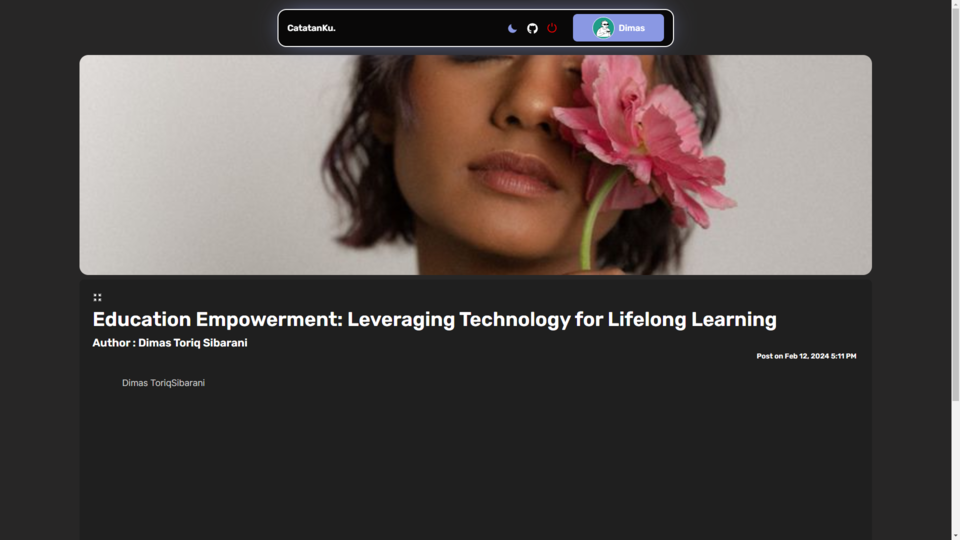 CatatanKu.
Dimas
Education Empowerment: Leveraging Technology for Lifelong Learning
Author : Dimas Toriq Sibarani
Post on Feb 12, 2024 5:11 PM
Dimas ToriqSibarani